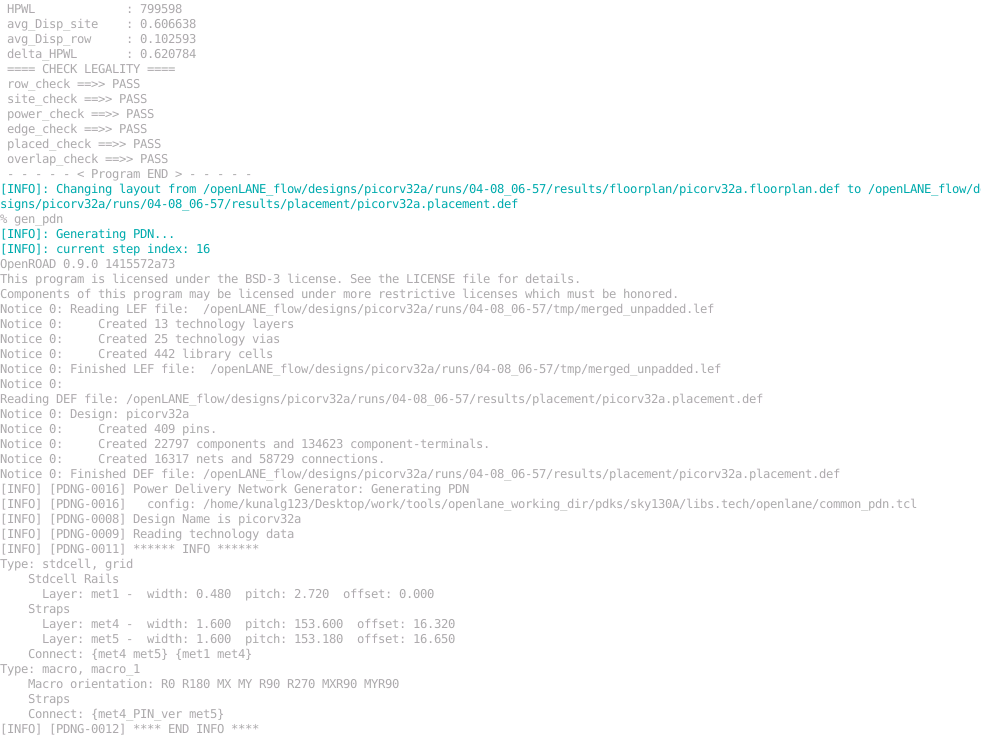 HPWL : 799598
avg_Disp_site : 0.606638
avg_Disp_row : 0.102593
delta_HPWL : 0.620784
==== CHECK LEGALITY ====
row_check ==>> PASS
site_check ==>> PASS
power_check ==>> PASS
edge_check ==>> PASS
placed_check ==>> PASS
overlap_check ==>> PASS
- - - - - < Program END > - - - - -
[INFO]: Changing layout from /openLANE_flow/designs/picorv32a/runs/04-08_06-57/results/floorplan/picorv32a.floorplan.def to /openLANE_flow/d
signs/picorv32a/runs/04-08_06-57/results/placement/picorv32a.placement.def
% gen_pdn
[INFO]: Generating PDN...
[INFO]: current step index: 16
OpenROAD 0.9.0 1415572a73
This program is licensed under the BSD-3 license. See the LICENSE file for details.
Components of this program may be licensed under more restrictive licenses which must be honored.
Notice 0: Reading LEF file:  /openLANE_flow/designs/picorv32a/runs/04-08_06-57/tmp/merged_unpadded.lef
Notice 0:     Created 13 technology layers
Notice 0:     Created 25 technology vias
Notice 0:     Created 442 library cells
Notice 0: Finished LEF file:  /openLANE_flow/designs/picorv32a/runs/04-08_06-57/tmp/merged_unpadded.lef
Notice 0:
Reading DEF file: /openLANE_flow/designs/picorv32a/runs/04-08_06-57/results/placement/picorv32a.placement.def
Notice 0: Design: picorv32a
Notice 0:     Created 409 pins.
Notice 0:     Created 22797 components and 134623 component-terminals.
Notice 0:     Created 16317 nets and 58729 connections.
Notice 0: Finished DEF file: /openLANE_flow/designs/picorv32a/runs/04-08_06-57/results/placement/picorv32a.placement.def
[INFO] [PDNG-0016] Power Delivery Network Generator: Generating PDN
[INFO] [PDNG-0016]   config: /home/kunalg123/Desktop/work/tools/openlane_working_dir/pdks/sky130A/libs.tech/openlane/common_pdn.tcl
[INFO] [PDNG-0008] Design Name is picorv32a
[INFO] [PDNG-0009] Reading technology data
[INFO] [PDNG-0011] ****** INFO ******
Type: stdcell, grid
Stdcell Rails
Layer: met1 -  width: 0.480  pitch: 2.720  offset: 0.000
Straps
Layer: met4 -  width: 1.600  pitch: 153.600  offset: 16.320
Layer: met5 -  width: 1.600  pitch: 153.180  offset: 16.650
Connect: {met4 met5} {met1 met4}
Type: macro, macro_1
Macro orientation: R0 R180 MX MY R90 R270 MXR90 MYR90
Straps
Connect: {met4_PIN_ver met5}
[INFO] [PDNG-0012] **** END INFO ****